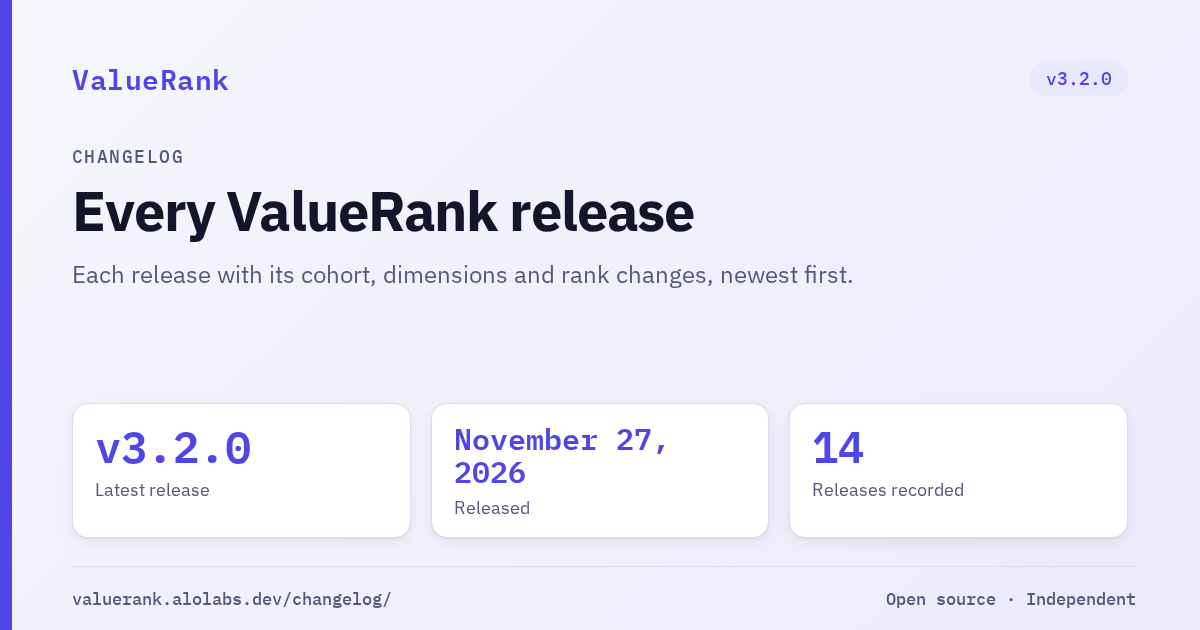 ValueRank
v3.2.0
CHANGELOG
Every ValueRank release
Each release with its cohort, dimensions and rank changes, newest first.
v3.2.0
Latest release
November 27,
2026
Released
14
Releases recorded
valuerank.alolabs.dev/changelog/
Open source · Independent